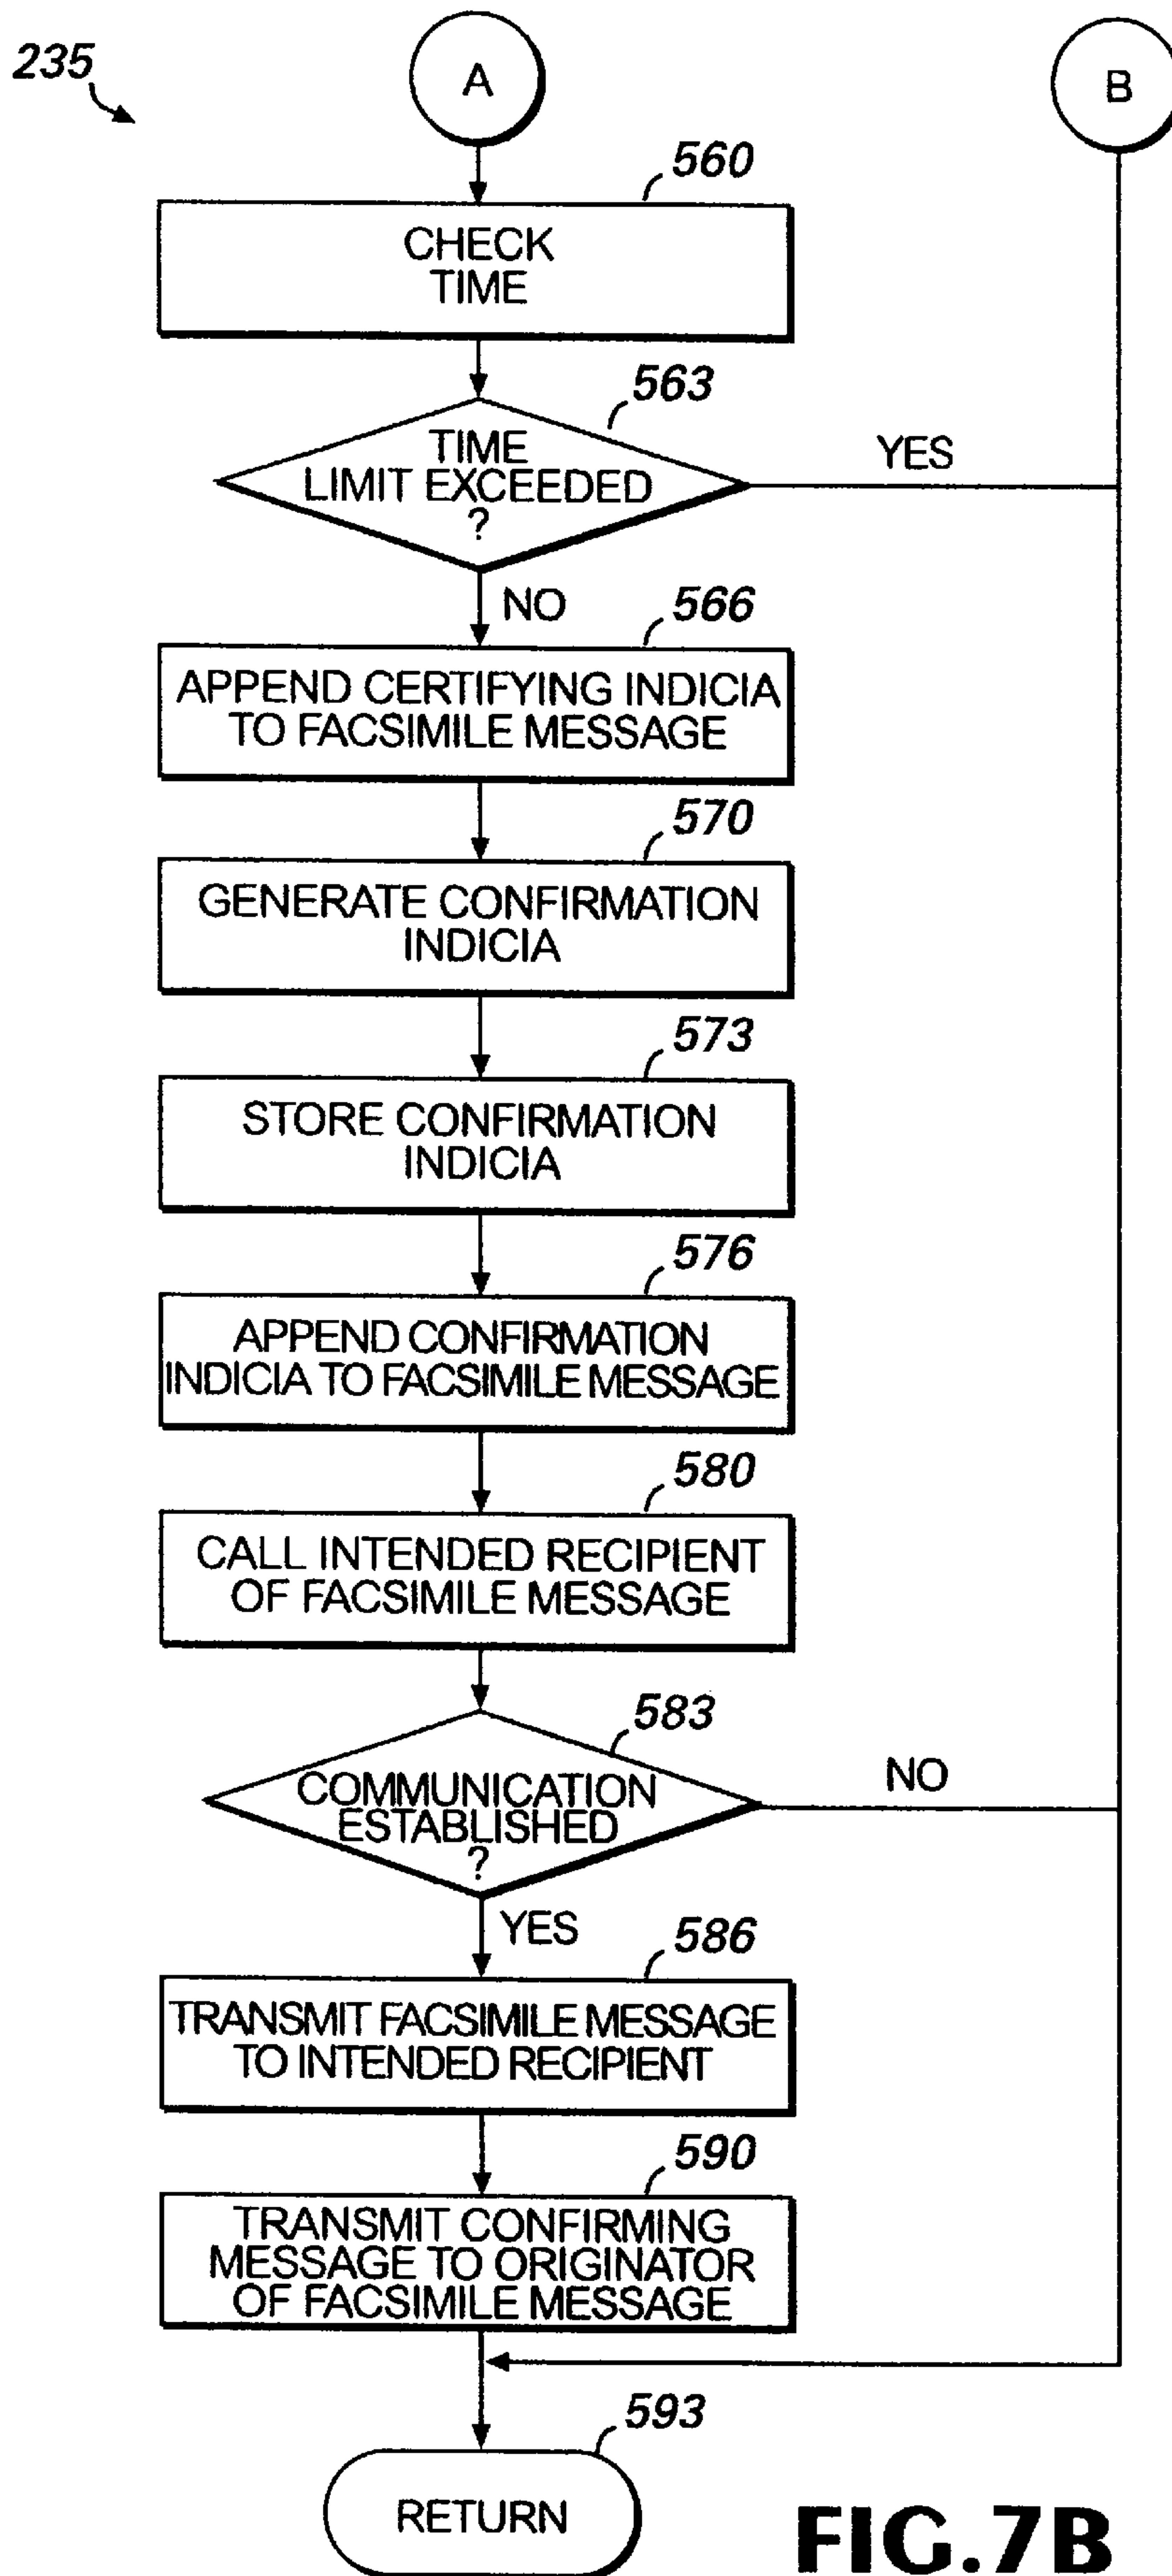 235
A
B
560
CHECK
TIME
563
TIME
LIMIT EXCEEDED
?
YES
NO
566
APPEND CERTIFYING INDICIA
TO FACSIMILE MESSAGE
570
GENERATE CONFIRMATION
INDICIA
573
STORE CONFIRMATION
INDICIA
576
APPEND CONFIRMATION
INDICIA TO FACSIMILE MESSAGE
580
CALL INTENDED RECIPIENT
OF FACSIMILE MESSAGE
583
COMMUNICATION
ESTABLISHED
?
NO
YES
586
TRANSMIT FACSIMILE MESSAGE
TO INTENDED RECIPIENT
590
TRANSMIT CONFIRMING
MESSAGE TO ORIGINATOR
OF FACSIMILE MESSAGE
593
RETURN
FIG.7B